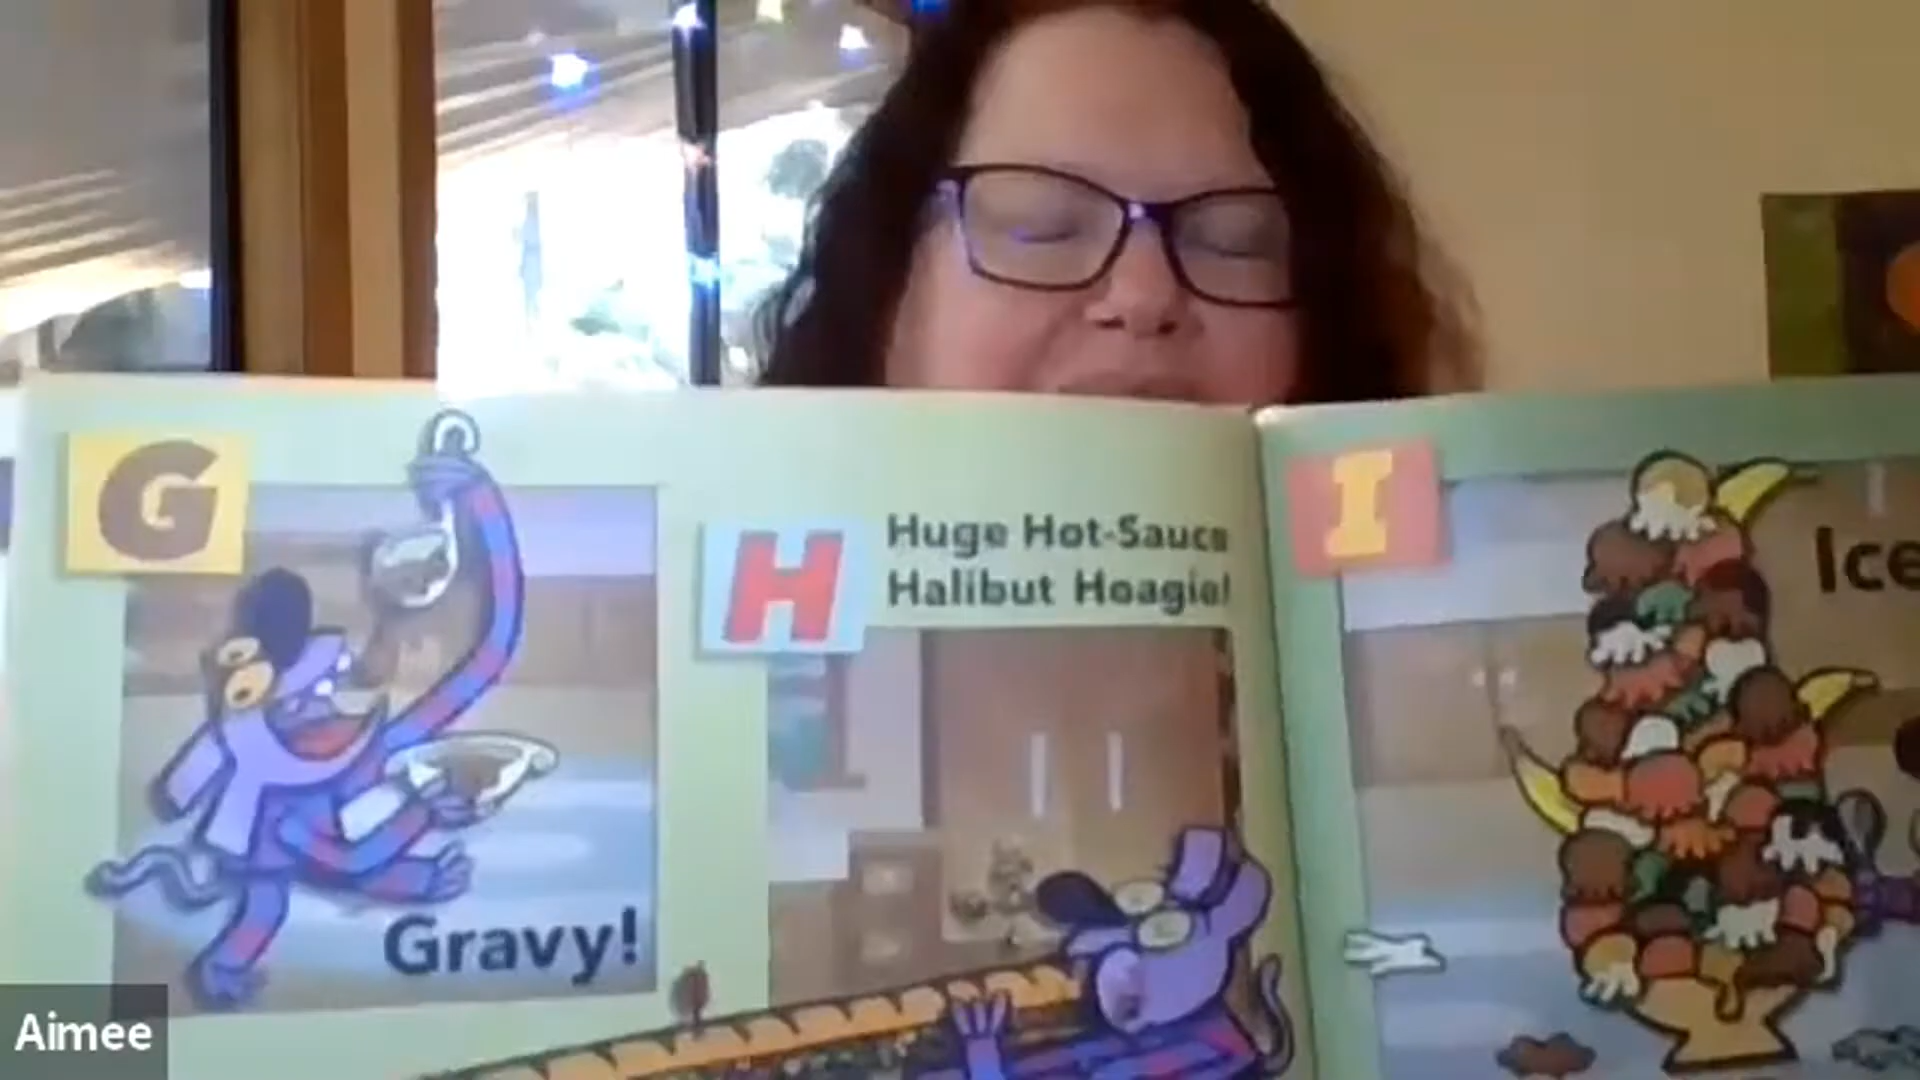 G
Gravy!
H
Huge Hot-Sauce
Halibut Hoagie!
I
Ice
Aimee